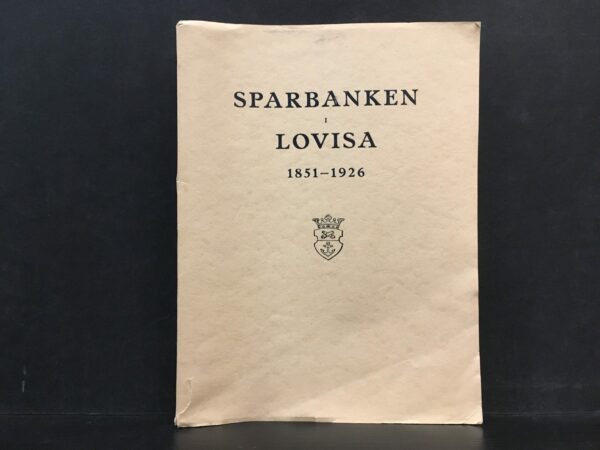 SPARBANKEN
I
LOVISA
1851–1926